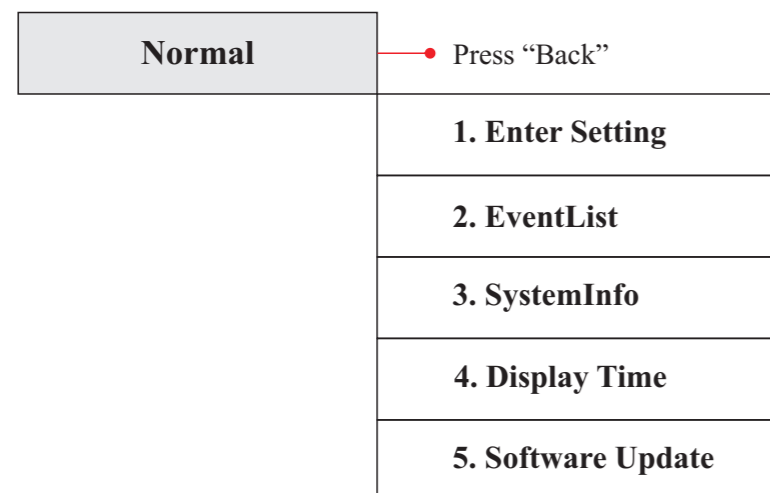 Normal
Press “Back”
1. Enter Setting
2. EventList
3. SystemInfo
4. Display Time
5. Software Update